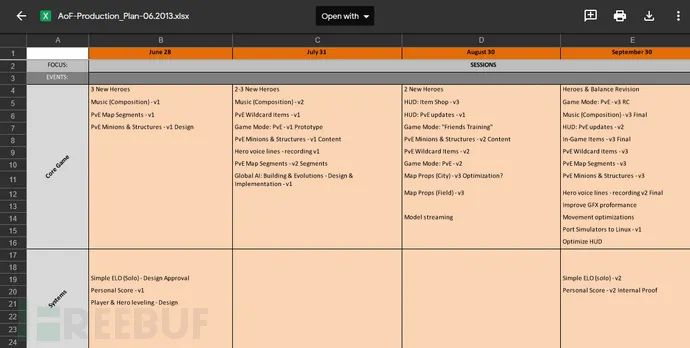 AoF-Production_Plan-06.2013.xlsx
Open with
A B C D E
1 June 28 July 31 August 30 September 30
2 FOCUS: SESSIONS
3 EVENTS:
4 3 New Heroes 2-3 New Heroes 2 New Heroes Heroes & Balance Revision
5 Music (Composition) - v1 Music (Composition) - v2 HUD: Item Shop - v3 Game Mode: PvE - v3 RC
6 PvE Map Segments - v1 PvE Wildcard Items - v1 HUD: PvE updates - v1 Music (Composition) - v3 Final
7 PvE Minions & Structures - v1 Design Game Mode: PvE - v1 Prototype Game Mode: "Friends Training" HUD: PvE updates - v2
8 PvE Minions & Structures - v1 Content PvE Minions & Structures - v2 Content In-Game Items - v3 Final
9 Hero voice lines - recording v1 PvE Wildcard Items - v2 PvE Wildcard items - v3
10 PvE Map Segments - v2 Segments Game Mode: PvE - v2 PvE Map Segments - v3
11 Global AI: Building & Evolutions - Design & Implementation - v1 Map Props (City) - v3 Optimization? PvE Minions & Structures - v3
Core Game
12 Map Props (Field) - v3 Hero voice lines - recording v2 Final
13 Improve GFX proformance
14 Model streaming Movement optimizations
15 Port Simulators to Linux - v1
16 Optimize HUD
17
18
19 Simple ELO (Solo) - Design Approval Simple ELO (solo) - v2
20 Personal Score - v1 Personal Score - v2 Internal Proof
Systems
21 Player & Hero leveling - Design
22
23
24
REEBUF